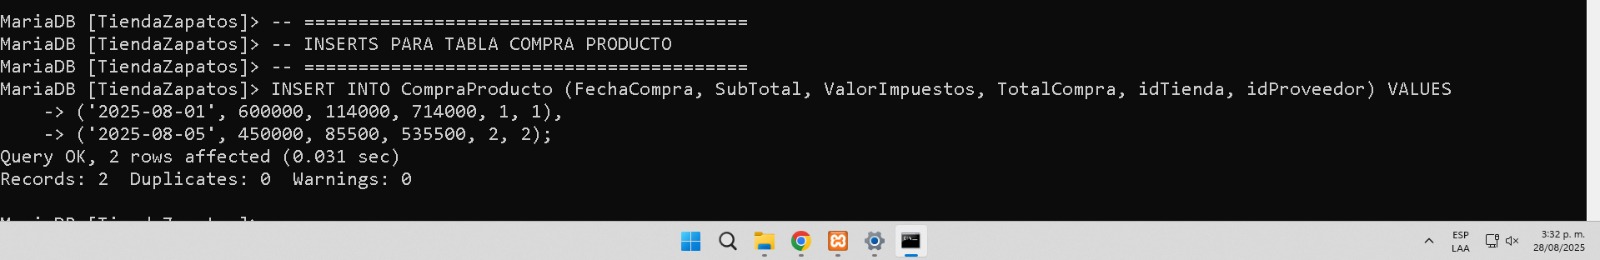 MariaDB [TiendaZapatos]> -- =========================================
MariaDB [TiendaZapatos]> -- INSERTS PARA TABLA COMPRA PRODUCTO
MariaDB [TiendaZapatos]> -- =========================================
MariaDB [TiendaZapatos]> INSERT INTO CompraProducto (FechaCompra, SubTotal, ValorImpuestos, TotalCompra, idTienda, idProveedor) VALUES
    -> ('2025-08-01', 600000, 114000, 714000, 1, 1),
    -> ('2025-08-05', 450000, 85500, 535500, 2, 2);
Query OK, 2 rows affected (0.031 sec)
Records: 2  Duplicates: 0  Warnings: 0
MariaDB [TiendaZapatos]>
ESP
LAA
3:32 p. m.
28/08/2025